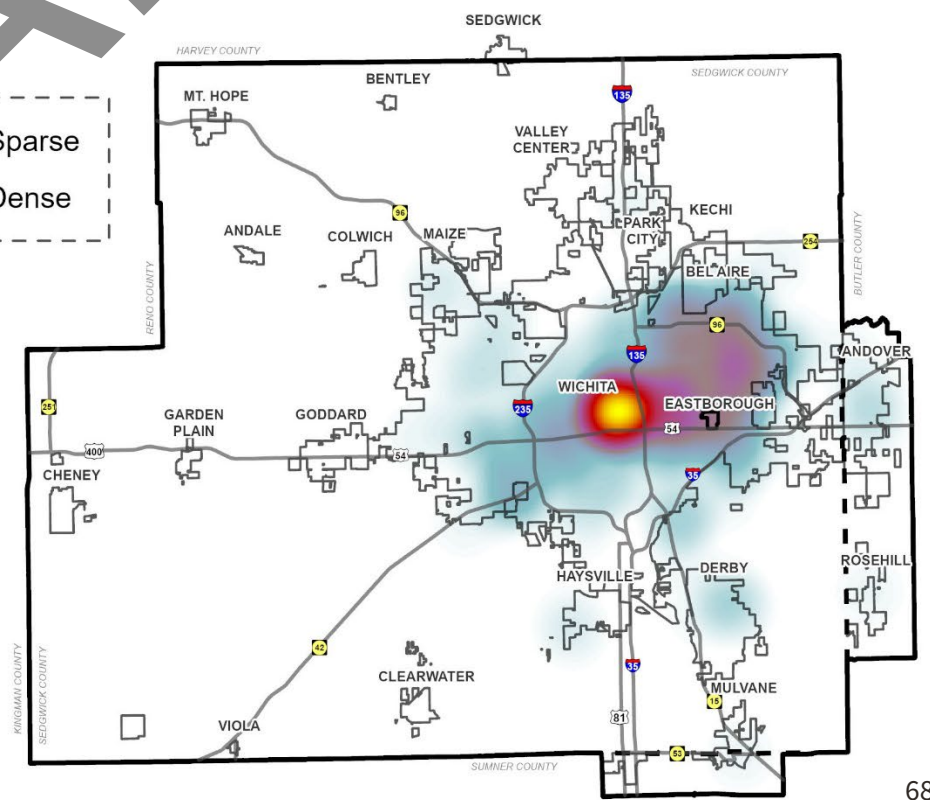 SEDGWICK
HARVEY COUNTY
SEDGWICK COUNTY
BENTLEY
MT. HOPE
135
Sparse
Dense
VALLEY
CENTER
96
KECHI
PARK
CITY
ANDALE
COLWICH
MAIZE
254
BEL AIRE
BUTLER COUNTY
RENO COUNTY
96
135
ANDOVER
WICHITA
251
235
EASTBOROUGH
GARDEN
PLAIN
GODDARD
54
400
54
CHENEY
35
ROSEHILL
HAYSVILLE
DERBY
42
KINGMAN COUNTY
SEDGWICK COUNTY
35
CLEARWATER
MULVANE
15
81
VIOLA
53
SUMNER COUNTY
68